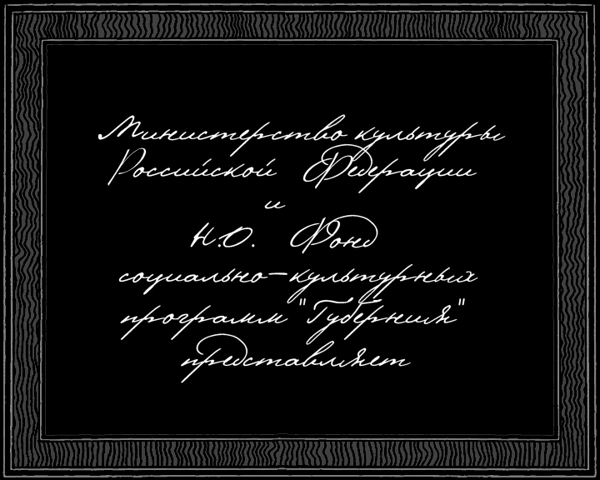 Министерство культуры
Российской Федерации
и
Н.О. Фонд
социально-культурных
программ "Губерния"
представляет